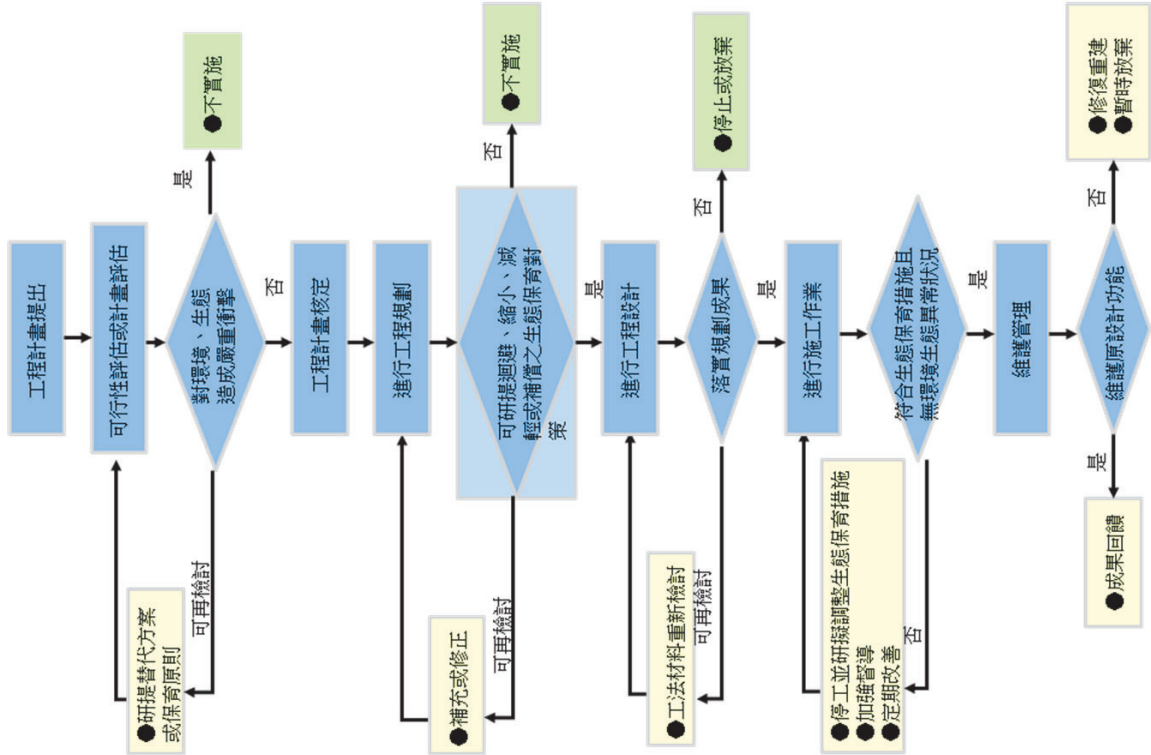 工程計畫提出
可行性評估或計畫評估
對環境、生態
造成嚴重衝擊
是
●不實施
可再檢討
●研提替代方案
或保育原則
否
工程計畫核定
進行工程規劃
可研提迴避、縮小、減
輕或補償之生態保育對
策
否
●不實施
可再檢討
●補充或修正
是
進行工程設計
落實規劃成果
否
●停止或放棄
可再檢討
●工法材料重新檢討
是
進行施工作業
符合生態保育措施且
無環境生態異常狀況
否
●停工並研擬調整生態保育措施
●加強督導
●定期改善
是
維護管理
維護原設計功能
否
●修復重建
●暫時放棄
是
●成果回饋